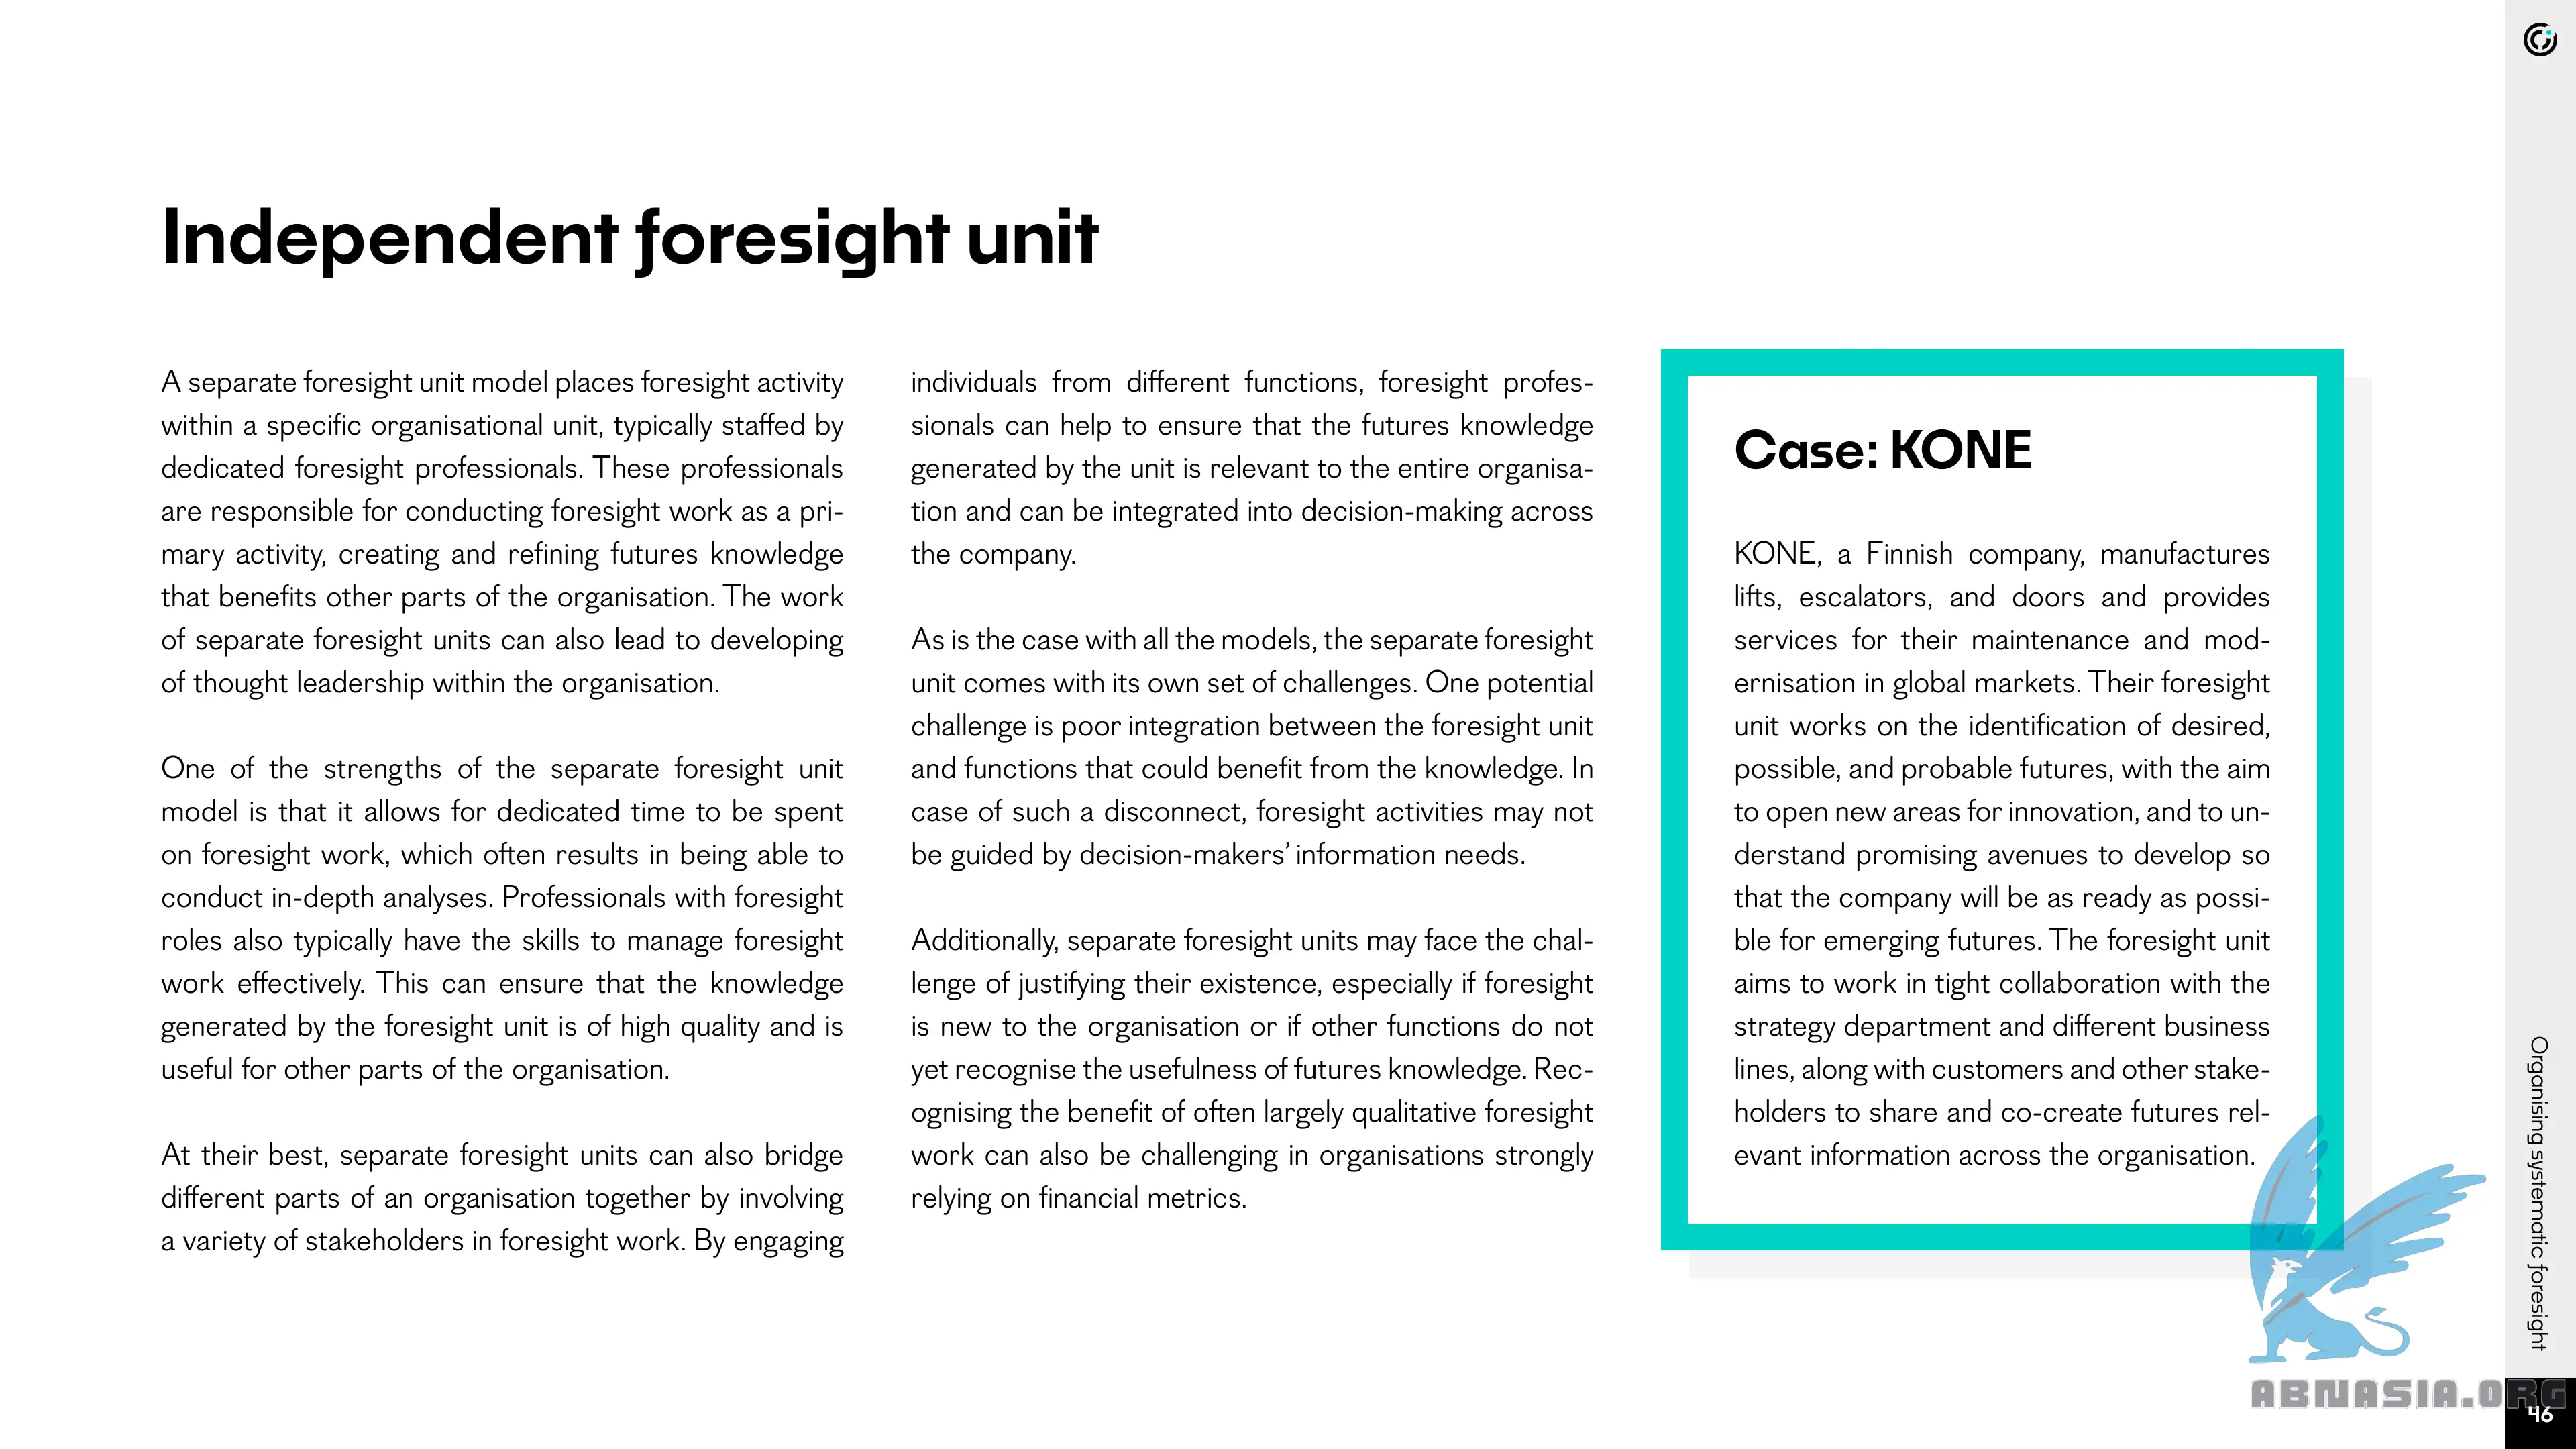 Independent foresight unit
A separate foresight unit model places foresight activity
within a specific organisational unit, typically staffed by
dedicated foresight professionals. These professionals
are responsible for conducting foresight work as a pri-
mary activity, creating and refining futures knowledge
that benefits other parts of the organisation. The work
of separate foresight units can also lead to developing
of thought leadership within the organisation.
One of the strengths of the separate foresight unit
model is that it allows for dedicated time to be spent
on foresight work, which often results in being able to
conduct in-depth analyses. Professionals with foresight
roles also typically have the skills to manage foresight
work effectively. This can ensure that the knowledge
generated by the foresight unit is of high quality and is
useful for other parts of the organisation.
At their best, separate foresight units can also bridge
different parts of an organisation together by involving
a variety of stakeholders in foresight work. By engaging
individuals from different functions, foresight profes-
sionals can help to ensure that the futures knowledge
generated by the unit is relevant to the entire organisa-
tion and can be integrated into decision-making across
the company.
As is the case with all the models, the separate foresight
unit comes with its own set of challenges. One potential
challenge is poor integration between the foresight unit
and functions that could benefit from the knowledge. In
case of such a disconnect, foresight activities may not
be guided by decision-makers’ information needs.
Additionally, separate foresight units may face the chal-
lenge of justifying their existence, especially if foresight
is new to the organisation or if other functions do not
yet recognise the usefulness of futures knowledge. Rec-
ognising the benefit of often largely qualitative foresight
work can also be challenging in organisations strongly
relying on financial metrics.
Case: KONE
KONE, a Finnish company, manufactures
lifts, escalators, and doors and provides
services for their maintenance and mod-
ernisation in global markets. Their foresight
unit works on the identification of desired,
possible, and probable futures, with the aim
to open new areas for innovation, and to un-
derstand promising avenues to develop so
that the company will be as ready as possi-
ble for emerging futures. The foresight unit
aims to work in tight collaboration with the
strategy department and different business
lines, along with customers and other stake-
holders to share and co-create futures rel-
evant information across the organisation.
Organising systematic foresight
ABNASIA.ORG
46